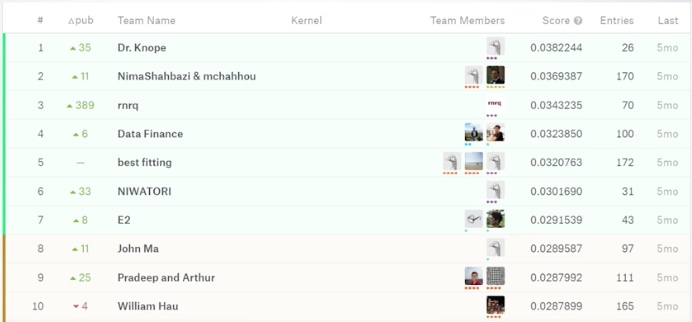 # △pub Team Name Kernel Team Members Score Entries Last
1 35 Dr. Knope 0.0382244 26 5mo
2 11 NimaShahbazi & mchahhou 0.0369387 170 5mo
3 389 rnrq rnrq 0.0343235 70 5mo
4 6 Data Finance 0.0323850 100 5mo
5 — best fitting 0.0320763 172 5mo
6 33 NIWATORI 0.0301690 31 5mo
7 8 E2 0.0291539 43 5mo
8 11 John Ma 0.0289587 97 5mo
9 25 Pradeep and Arthur 0.0287992 111 5mo
10 4 William Hau 0.0287899 165 5mo